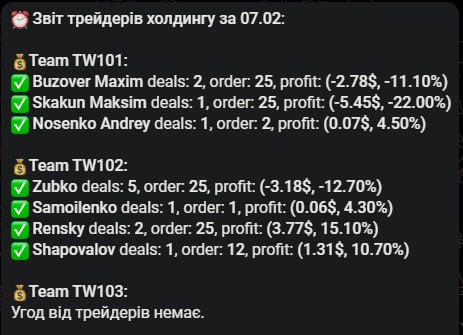 ⏰ Звіт трейдерів холдингу за 07.02:
💰Team TW101:
✅ Buzover Maxim deals: 2, order: 25, profit: (-2.78$, -11.10%)
✅ Skakun Maksim deals: 1, order: 25, profit: (-5.45$, -22.00%)
✅ Nosenko Andrey deals: 1, order: 2, profit: (0.07$, 4.50%)
💰Team TW102:
✅ Zubko deals: 5, order: 25, profit: (-3.18$, -12.70%)
✅ Samoilenko deals: 1, order: 1, profit: (0.06$, 4.30%)
✅ Rensky deals: 2, order: 25, profit: (3.77$, 15.10%)
✅ Shapovalov deals: 1, order: 12, profit: (1.31$, 10.70%)
💰Team TW103:
Угод від трейдерів немає.